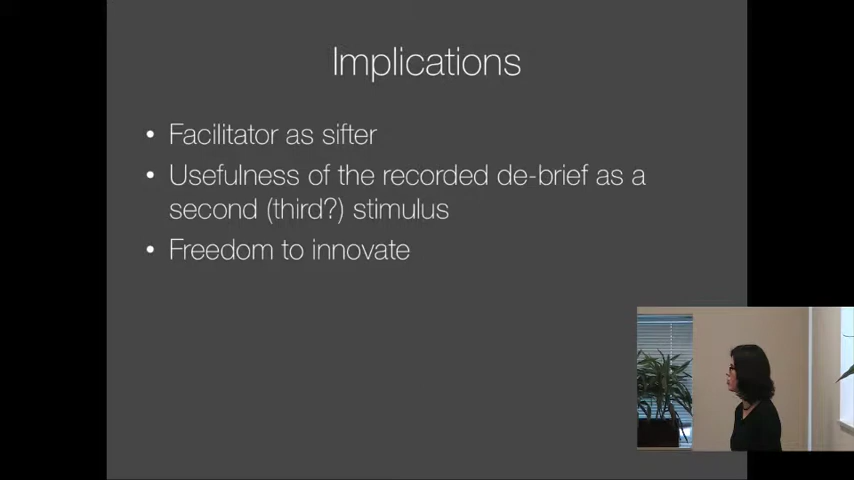 Implications
• Facilitator as sifter
• Usefulness of the recorded de-brief as a
second (third?) stimulus
• Freedom to innovate